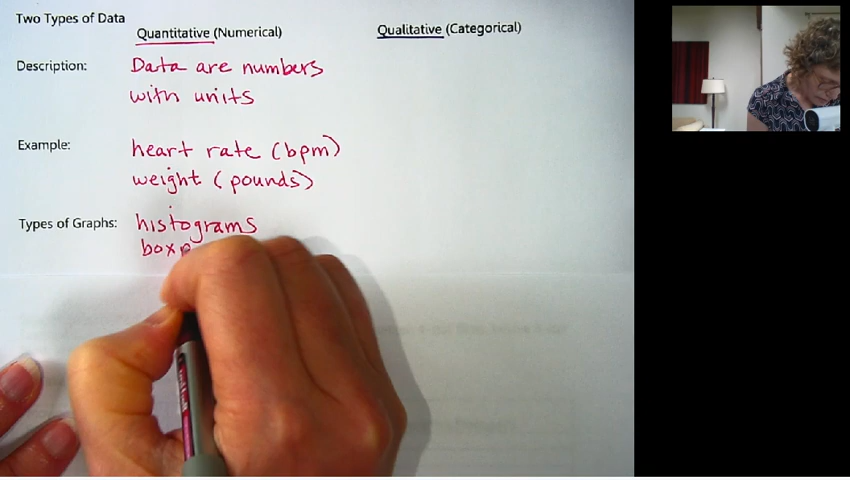 Two Types of Data
Quantitative (Numerical)
Qualitative (Categorical)
Description:
Data are numbers
with units
Example:
heart rate (bpm)
weight (pounds)
Types of Graphs:
histograms
boxp